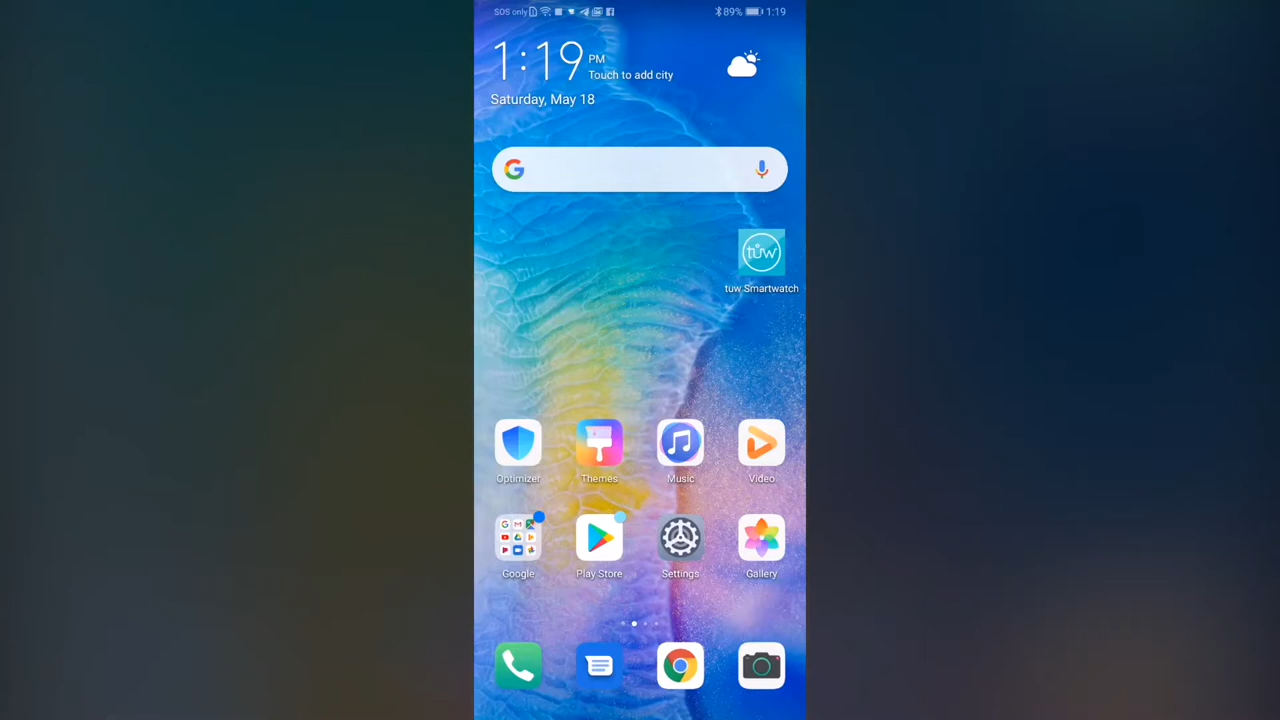 SOS only 89% 1:19
1:19 PM
Touch to add city
Saturday, May 18
tuw
tuw Smartwatch
Optimizer Themes Music Video
Google Play Store Settings Gallery